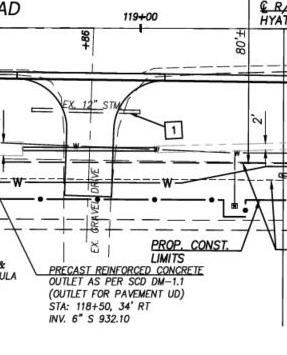 AD
119+00
℄ R/
HYAT
+86
80'±
EX. 12" STM
1
2'
W
W
W
W
W
EX. GRAVEL DRIVE
PROP. CONST.
LIMITS
&
ULA
PRECAST REINFORCED CONCRETE
OUTLET AS PER SCD DM-1.1
(OUTLET FOR PAVEMENT UD)
STA: 118+50, 34' RT
INV. 6" S 932.10